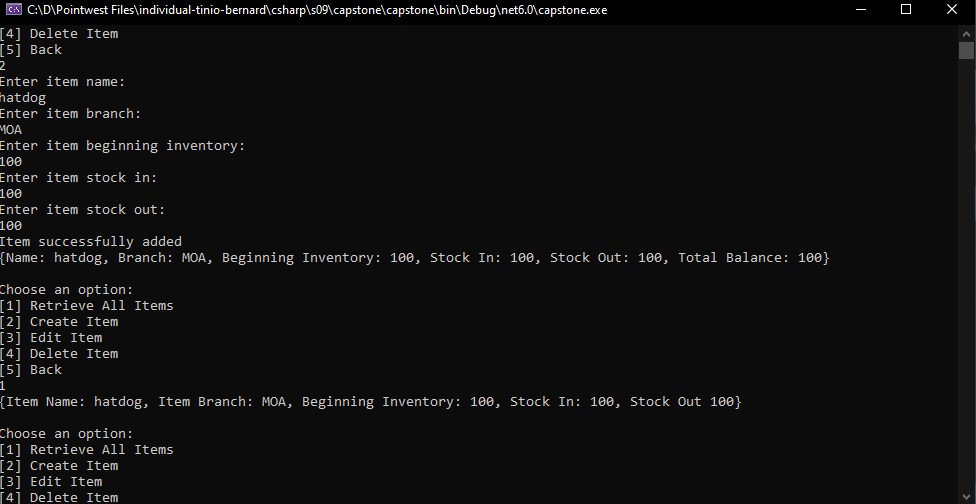 C:\D\Pointwest Files\individual-tinio-bernard\csharp\s09\capstone\capstone\bin\Debug\net6.0\capstone.exe
[4] Delete Item
[5] Back
2
Enter item name:
hatdog
Enter item branch:
MOA
Enter item beginning inventory:
100
Enter item stock in:
100
Enter item stock out:
100
Item successfully added
{Name: hatdog, Branch: MOA, Beginning Inventory: 100, Stock In: 100, Stock Out: 100, Total Balance: 100}
Choose an option:
[1] Retrieve All Items
[2] Create Item
[3] Edit Item
[4] Delete Item
[5] Back
1
{Item Name: hatdog, Item Branch: MOA, Beginning Inventory: 100, Stock In: 100, Stock Out 100}
Choose an option:
[1] Retrieve All Items
[2] Create Item
[3] Edit Item
[4] Delete Item